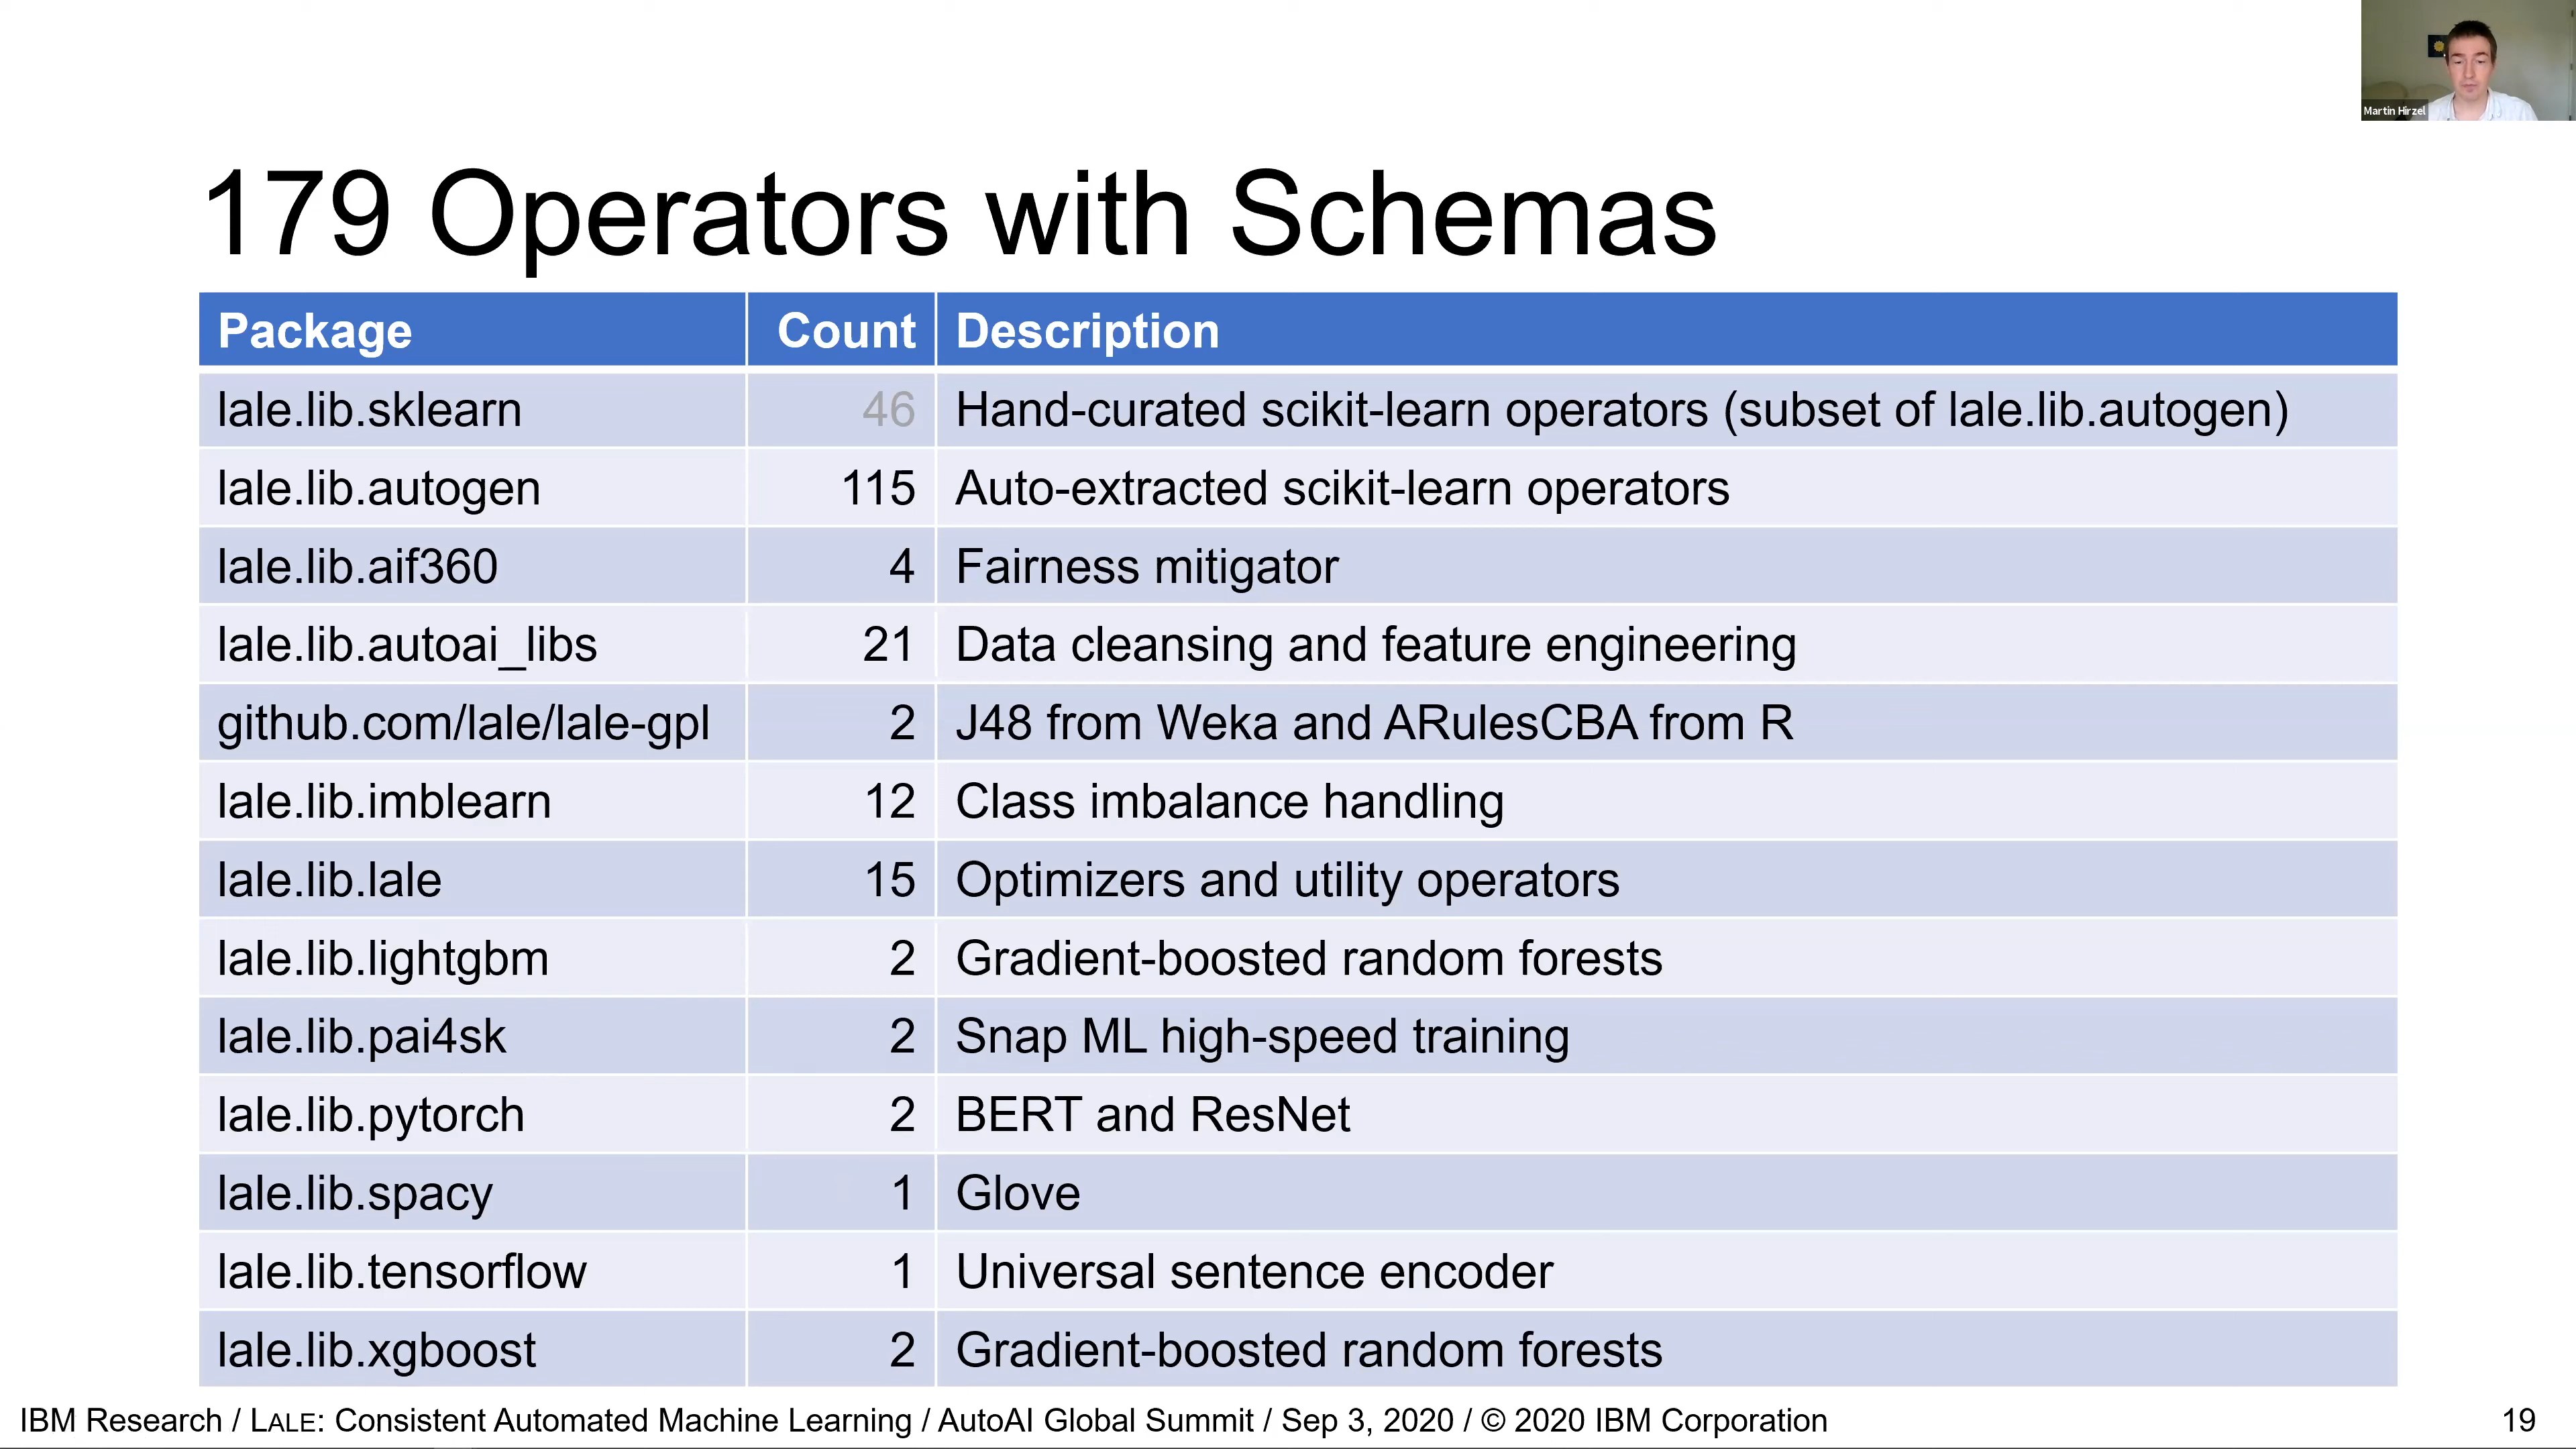 Martin Hirzel
179 Operators with Schemas
Package Count Description
lale.lib.sklearn 46 Hand-curated scikit-learn operators (subset of lale.lib.autogen)
lale.lib.autogen 115 Auto-extracted scikit-learn operators
lale.lib.aif360 4 Fairness mitigator
lale.lib.autoai_libs 21 Data cleansing and feature engineering
github.com/lale/lale-gpl 2 J48 from Weka and ARulesCBA from R
lale.lib.imblearn 12 Class imbalance handling
lale.lib.lale 15 Optimizers and utility operators
lale.lib.lightgbm 2 Gradient-boosted random forests
lale.lib.pai4sk 2 Snap ML high-speed training
lale.lib.pytorch 2 BERT and ResNet
lale.lib.spacy 1 Glove
lale.lib.tensorflow 1 Universal sentence encoder
lale.lib.xgboost 2 Gradient-boosted random forests
IBM Research / LALE: Consistent Automated Machine Learning / AutoAI Global Summit / Sep 3, 2020 / © 2020 IBM Corporation 19